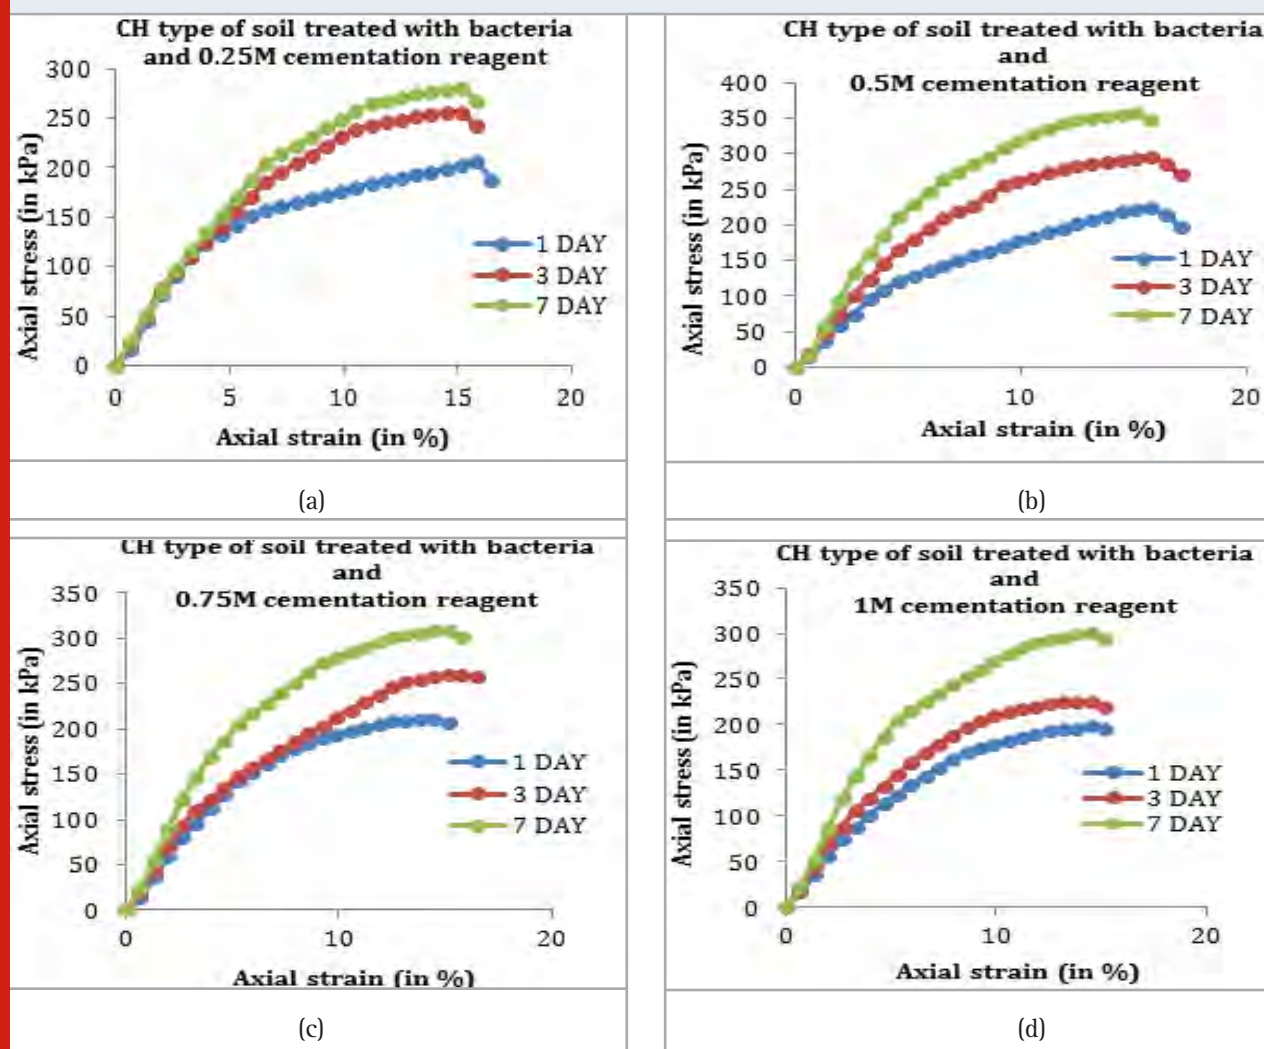 CH type of soil treated with bacteria
and 0.25M cementation reagent
300
250
200
150
100
50
0
0 5 10 15 20
Axial stress (in kPa)
Axial strain (in %)
1 DAY
3 DAY
7 DAY
(a)
CH type of soil treated with bacteria
and
0.5M cementation reagent
400
350
300
250
200
150
100
50
0
0 10 20
Axial stress (in kPa)
Axial strain (in %)
1 DAY
3 DAY
7 DAY
(b)
CH type of soil treated with bacteria
and
0.75M cementation reagent
350
300
250
200
150
100
50
0
0 10 20
Axial stress (in kPa)
Axial strain (in %)
1 DAY
3 DAY
7 DAY
(c)
CH type of soil treated with bacteria
and
1M cementation reagent
350
300
250
200
150
100
50
0
0 10 20
Axial stress (in kPa)
Axial strain (in %)
1 DAY
3 DAY
7 DAY
(d)